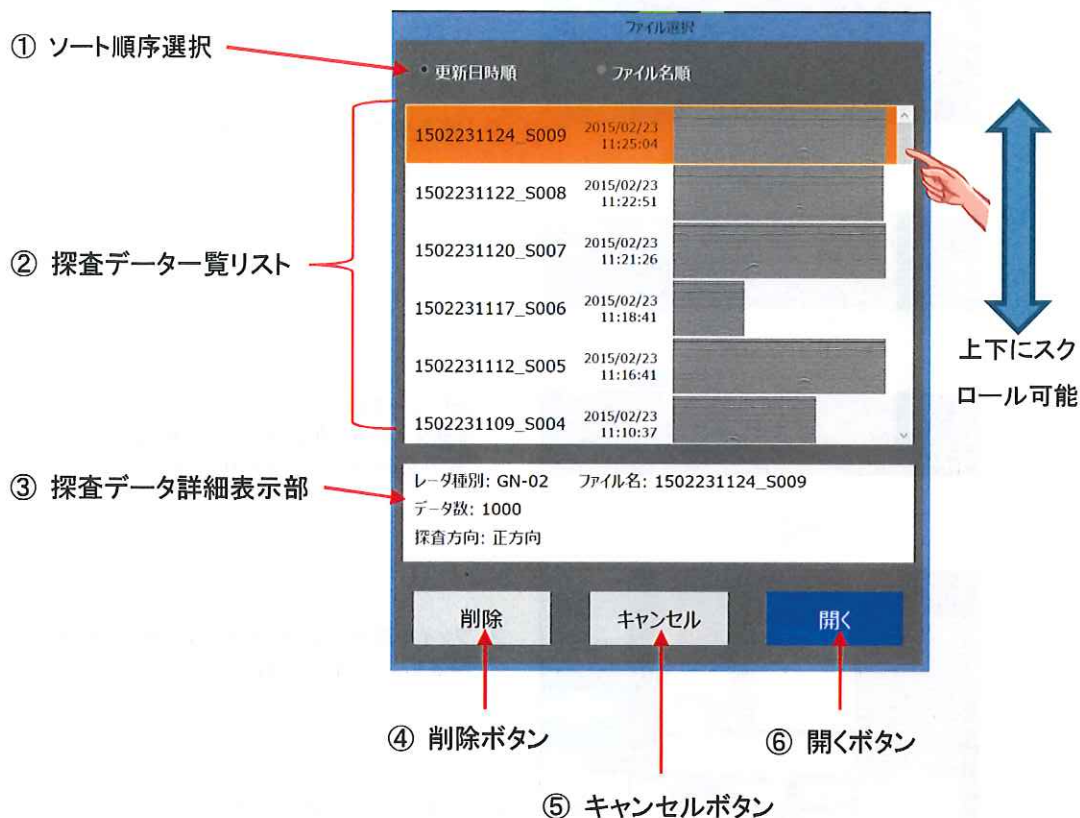 ファイル選択
① ソート順序選択
更新日時順 ファイル名順
1502231124_S009 2015/02/23 11:25:04
1502231122_S008 2015/02/23 11:22:51
② 探査データ一覧リスト
1502231120_S007 2015/02/23 11:21:26
1502231117_S006 2015/02/23 11:18:41
1502231112_S005 2015/02/23 11:16:41
1502231109_S004 2015/02/23 11:10:37
上下にスク
ロール可能
③ 探査データ詳細表示部
レーダ種別: GN-02 ファイル名: 1502231124_S009
データ数: 1000
探査方向: 正方向
削除 キャンセル 開く
④ 削除ボタン
⑥ 開くボタン
⑤ キャンセルボタン